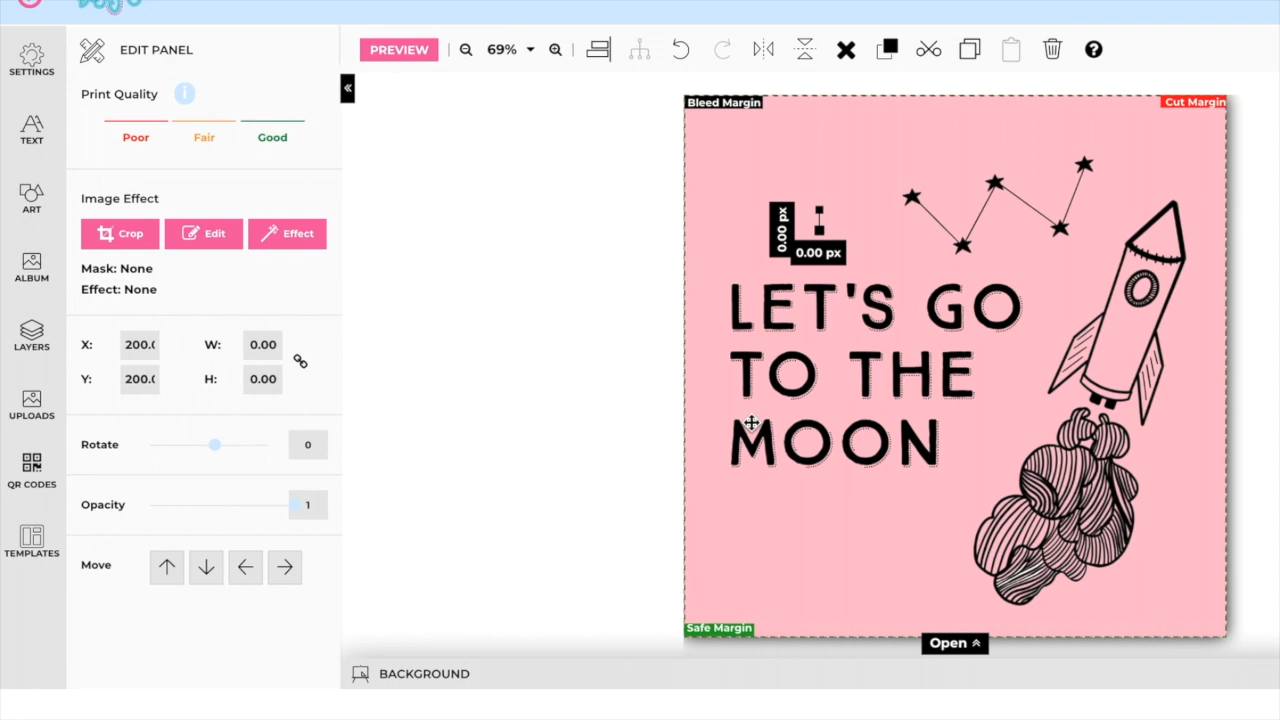 SETTINGS
TEXT
ART
ALBUM
LAYERS
UPLOADS
QR CODES
TEMPLATES
EDIT PANEL
Print Quality i
Poor Fair Good
Image Effect
Crop Edit Effect
Mask: None
Effect: None
X: 200.( W: 0.00
Y: 200.( H: 0.00
Rotate 0
Opacity 1
Move
PREVIEW 69% ?
Bleed Margin Cut Margin
0.00 px
0.00 px
LET'S GO
TO THE
MOON
Safe Margin
Open
BACKGROUND